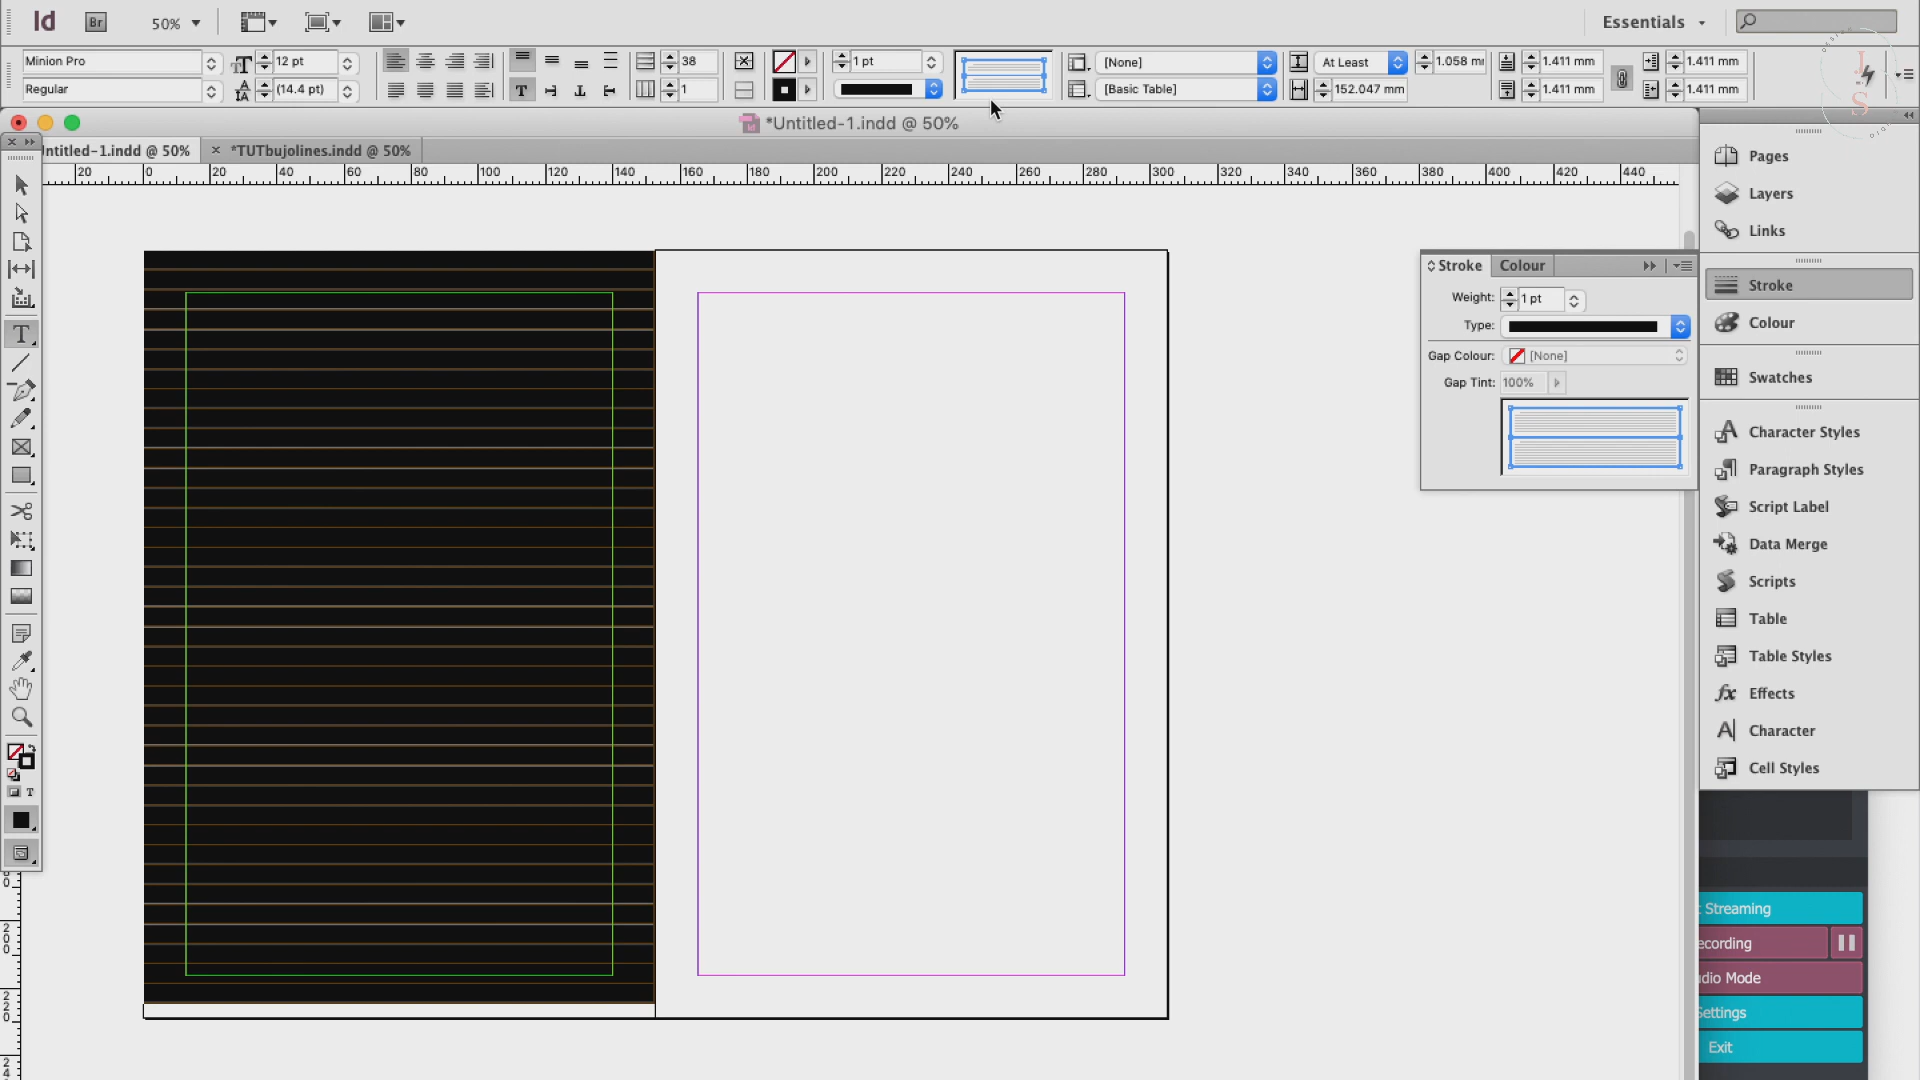 Id Br 50% Essentials
Minion Pro 12 pt 38 1 pt [None] At Least 1.058 m 1.411 mm 1.411 mm
Regular (14.4 pt) 1 [Basic Table] 152.047 mm 1.411 mm 1.411 mm
*Untitled-1.indd @ 50%
ntitled-1.indd @ 50% × *TUTbujolines.indd @ 50%
20 0 20 40 60 80 100 120 140 160 180 200 220 240 260 280 300 320 340 360 380 400 420 440
Pages
Layers
Links
Stroke
Colour
Swatches
Character Styles
Paragraph Styles
Script Label
Data Merge
Scripts
Table
Table Styles
Effects
Character
Cell Styles
Stroke Colour
Weight: 1 pt
Type:
Gap Colour: [None]
Gap Tint: 100%
Streaming
ecording
dio Mode
Settings
Exit
200
220
24